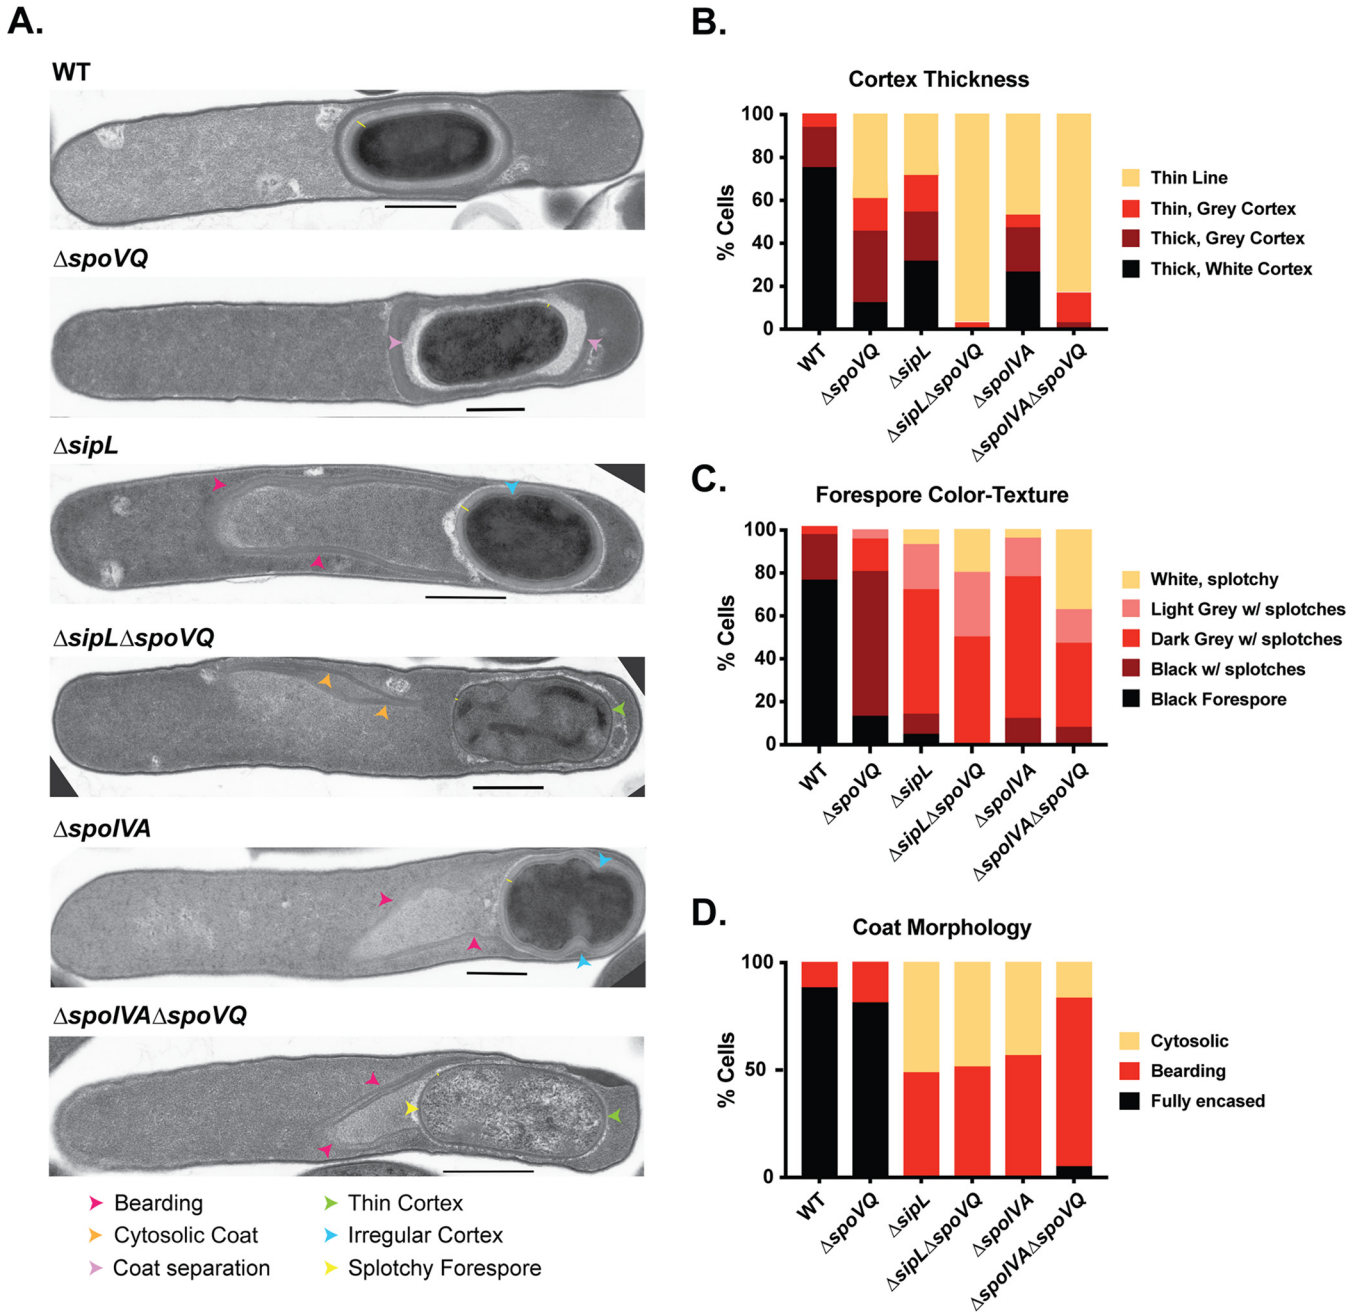 A.
WT
ΔspoVQ
ΔsipL
ΔsipLΔspoVQ
ΔspoIVA
ΔspoIVAΔspoVQ
Bearding
Cytosolic Coat
Coat separation
Thin Cortex
Irregular Cortex
Splotchy Forespore
B.
Cortex Thickness
% Cells
100
80
60
40
20
0
WT
ΔspoVQ
ΔsipL
ΔsipLΔspoVQ
ΔspoIVA
ΔspoIVAΔspoVQ
Thin Line
Thin, Grey Cortex
Thick, Grey Cortex
Thick, White Cortex
C.
Forespore Color-Texture
% Cells
100
80
60
40
20
0
WT
ΔspoVQ
ΔsipL
ΔsipLΔspoVQ
ΔspoIVA
ΔspoIVAΔspoVQ
White, splotchy
Light Grey w/ splotches
Dark Grey w/ splotches
Black w/ splotches
Black Forespore
D.
Coat Morphology
% Cells
100
50
0
WT
ΔspoVQ
ΔsipL
ΔsipLΔspoVQ
ΔspoIVA
ΔspoIVAΔspoVQ
Cytosolic
Bearding
Fully encased